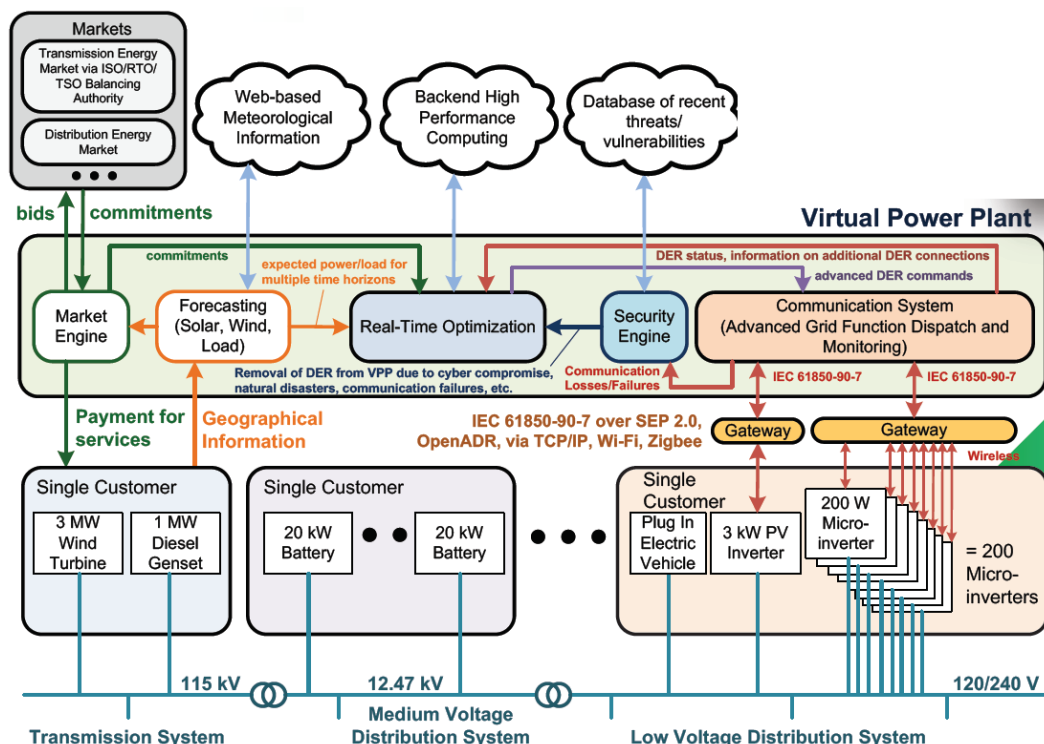 Markets
Transmission Energy
Market via ISO/RTO/
TSO Balancing
Authority
Distribution Energy
Market
Web-based
Meteorological
Information
Backend High
Performance
Computing
Database of recent
threats/
vulnerabilities
bids
commitments
Virtual Power Plant
commitments
expected power/load for
multiple time horizons
DER status, information on additional DER connections
advanced DER commands
Market
Engine
Forecasting
(Solar, Wind,
Load)
Real-Time Optimization
Security
Engine
Communication System
(Advanced Grid Function Dispatch and
Monitoring)
Removal of DER from VPP due to cyber compromise,
natural disasters, communication failures, etc.
Communication
Losses/Failures
IEC 61850-90-7
IEC 61850-90-7
Payment for
services
Geographical
Information
IEC 61850-90-7 over SEP 2.0,
OpenADR, via TCP/IP, Wi-Fi, Zigbee
Gateway
Gateway
Wireless
Single Customer
3 MW
Wind
Turbine
1 MW
Diesel
Genset
Single Customer
20 kW
Battery
20 kW
Battery
Single
Customer
Plug In
Electric
Vehicle
3 kW PV
Inverter
200 W
Micro-
inverter
= 200
Micro-
inverters
115 kV
12.47 kV
120/240 V
Transmission System
Medium Voltage
Distribution System
Low Voltage Distribution System